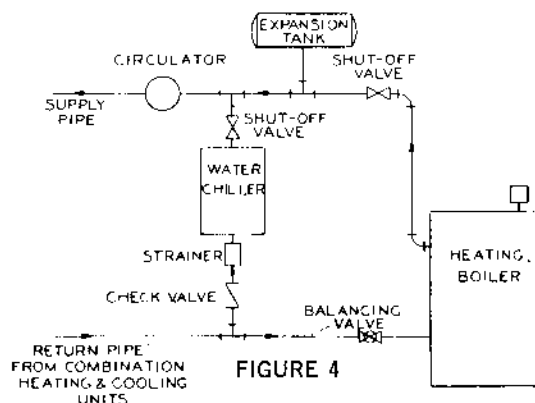 EXPANSION
TANK
CIRCULATOR
SHUT-OFF
VALVE
SUPPLY
PIPE
SHUT-OFF
VALVE
WATER
CHILLER
STRAINER
HEATING
BOILER
CHECK VALVE
BALANCING
VALVE
RETURN PIPE
FROM COMBINATION
HEATING & COOLING
UNITS
FIGURE 4